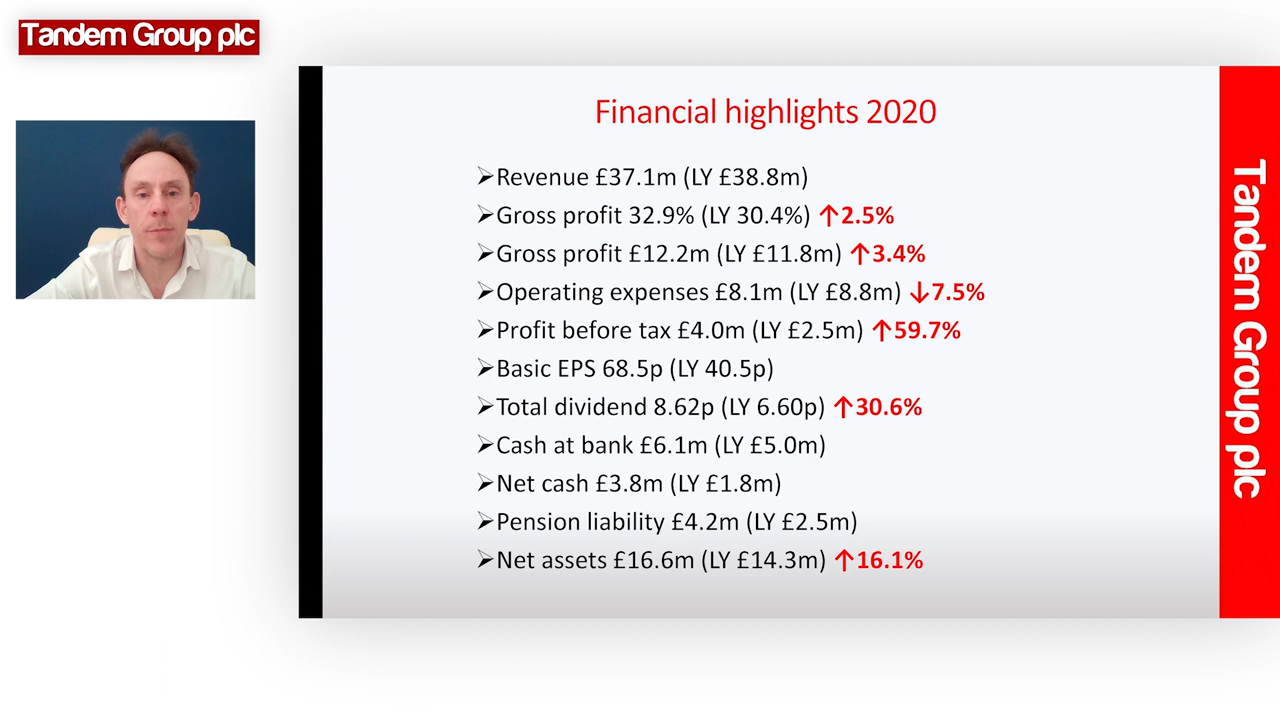 Tandem Group plc
Financial highlights 2020
➢Revenue £37.1m (LY £38.8m)
➢Gross profit 32.9% (LY 30.4%) ↑2.5%
➢Gross profit £12.2m (LY £11.8m) ↑3.4%
➢Operating expenses £8.1m (LY £8.8m) ↓7.5%
➢Profit before tax £4.0m (LY £2.5m) ↑59.7%
➢Basic EPS 68.5p (LY 40.5p)
➢Total dividend 8.62p (LY 6.60p) ↑30.6%
➢Cash at bank £6.1m (LY £5.0m)
➢Net cash £3.8m (LY £1.8m)
➢Pension liability £4.2m (LY £2.5m)
➢Net assets £16.6m (LY £14.3m) ↑16.1%
Tandem Group plc